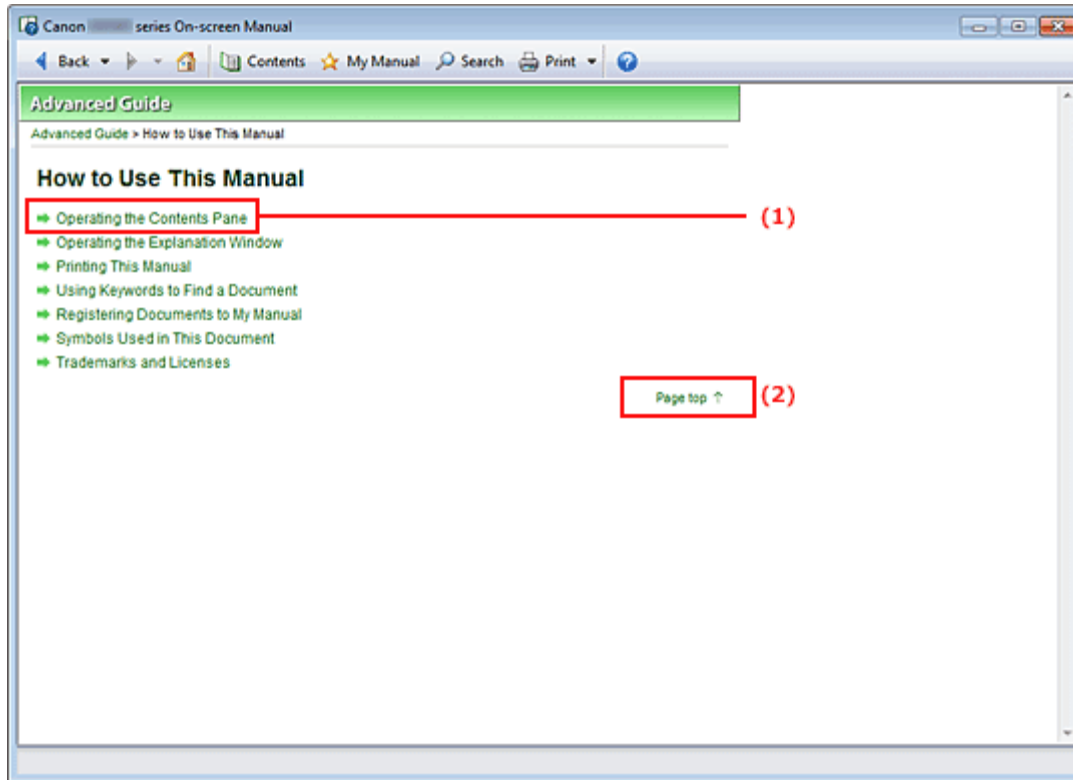 Canon series On-screen Manual
Back Contents My Manual Search Print
Advanced Guide
Advanced Guide > How to Use This Manual
How to Use This Manual
Operating the Contents Pane (1)
Operating the Explanation Window
Printing This Manual
Using Keywords to Find a Document
Registering Documents to My Manual
Symbols Used in This Document
Trademarks and Licenses
Page top ↑ (2)